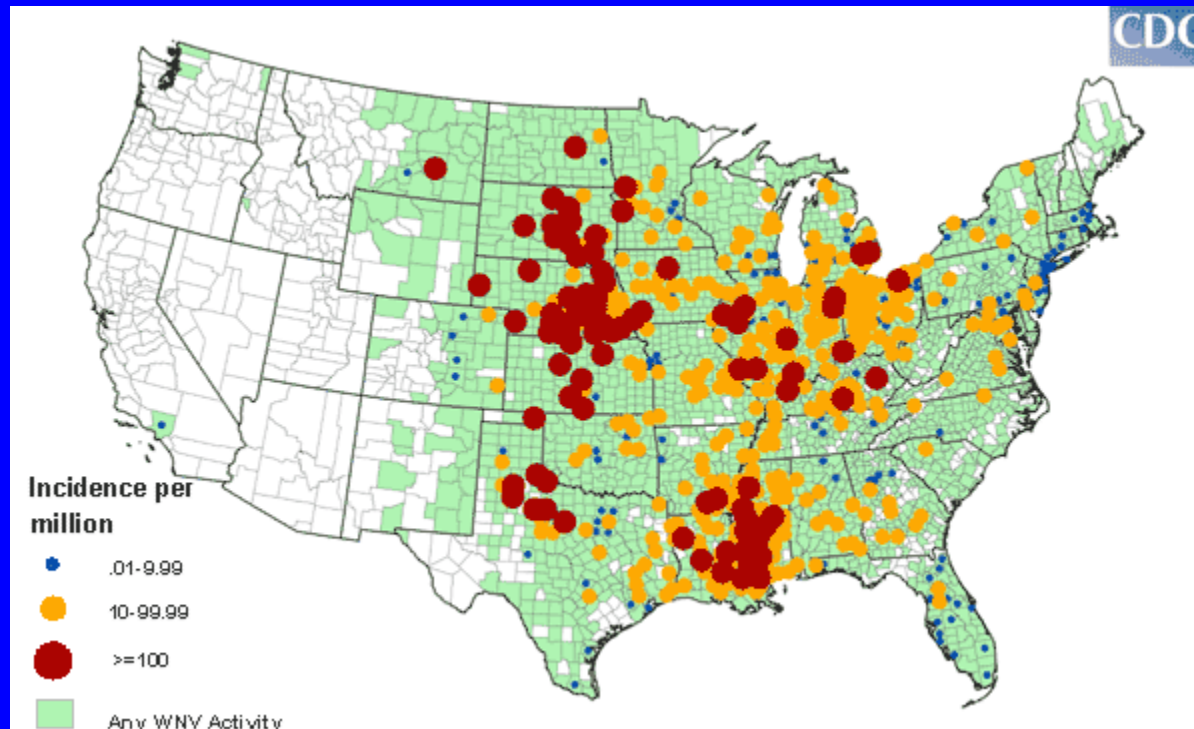 CDC
Incidence per
million
.01-9.99
10-99.99
>=100
Any WNV Activity